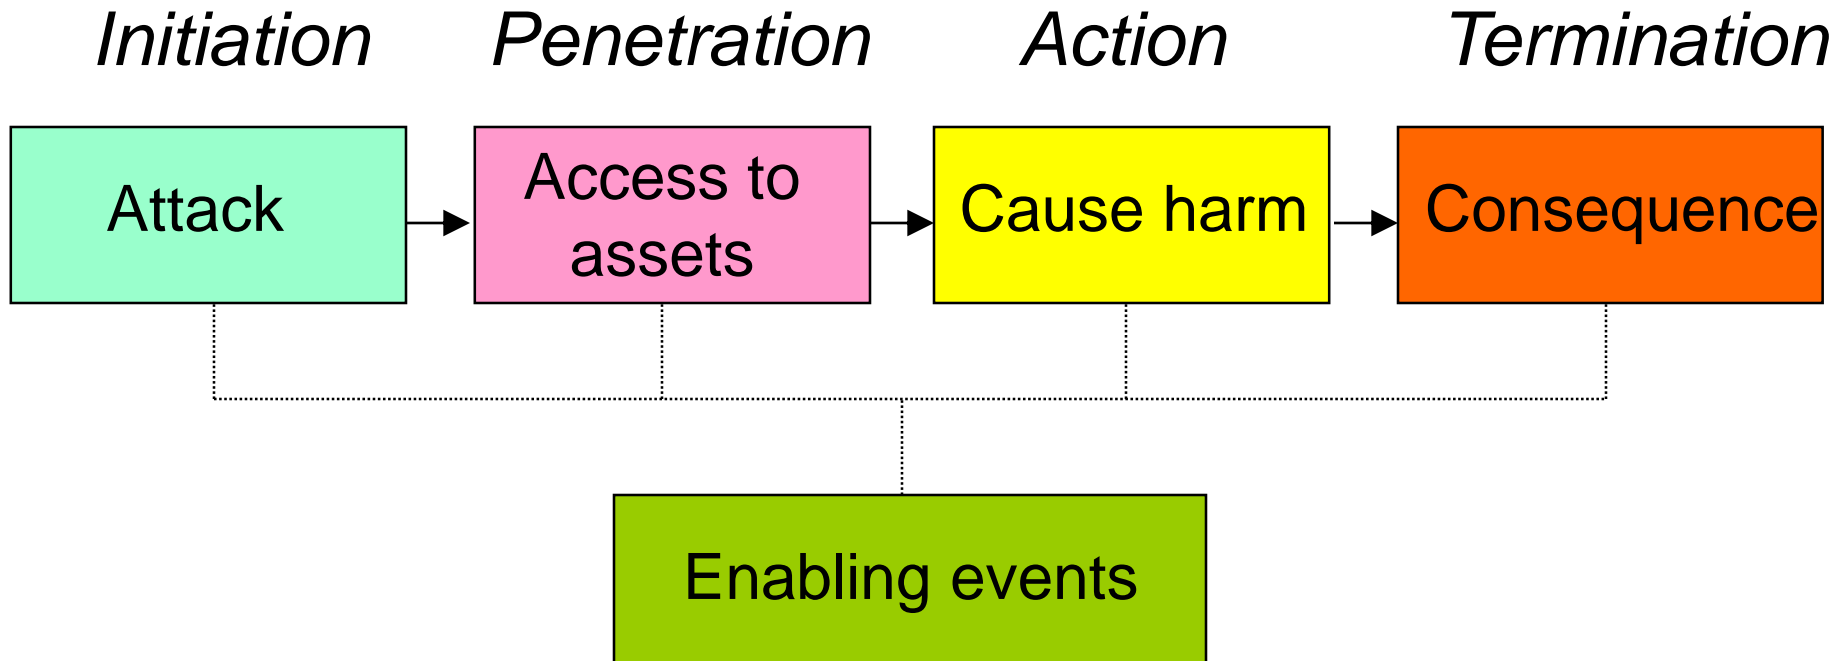 Initiation Penetration Action Termination
Attack
Access to
assets
Cause harm
Consequence
Enabling events